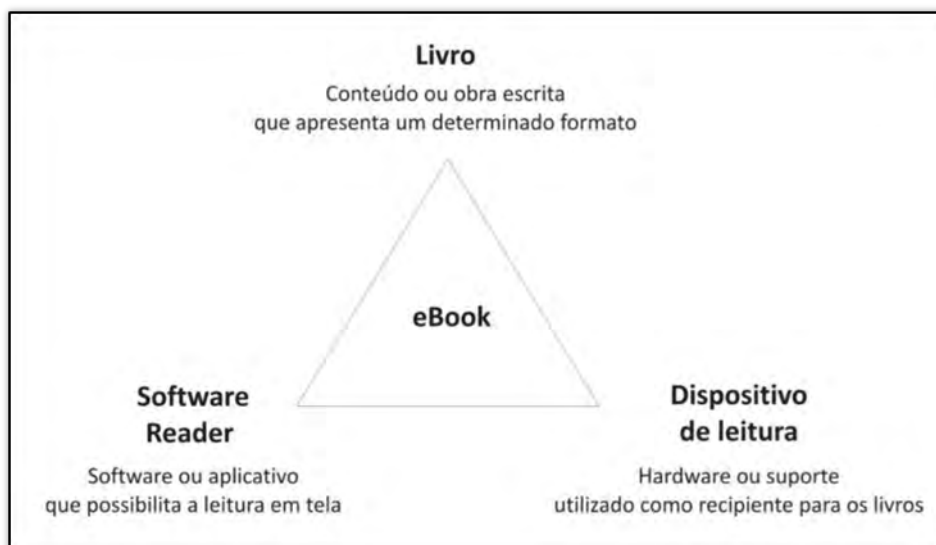 Livro
Conteúdo ou obra escrita
que apresenta um determinado formato
eBook
Software
Reader
Software ou aplicativo
que possibilita a leitura em tela
Dispositivo
de leitura
Hardware ou suporte
utilizado como recipiente para os livros